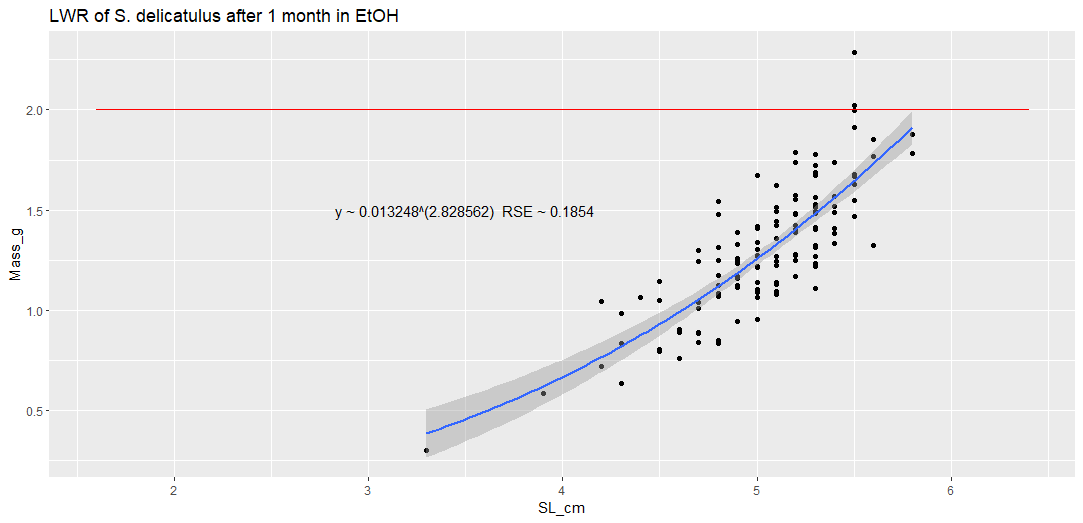 LWR of S. delicatulus after 1 month in EtOH
2.0
1.5
1.0
0.5
Mass_g
y ~ 0.013248^(2.828562) RSE ~ 0.1854
2 3 4 5 6
SL_cm